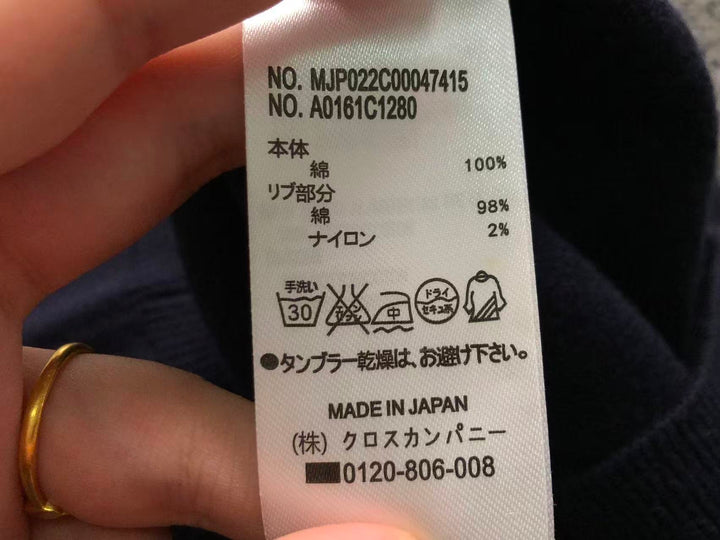 NO. MJP022C00047415
NO. A0161C1280
本体
綿 100%
リブ部分
綿 98%
ナイロン 2%
手洗い
30
中
ドライ
セキユ系
●タンブラー乾燥は、お避け下さい。
MADE IN JAPAN
(株) クロスカンパニー
0120-806-008